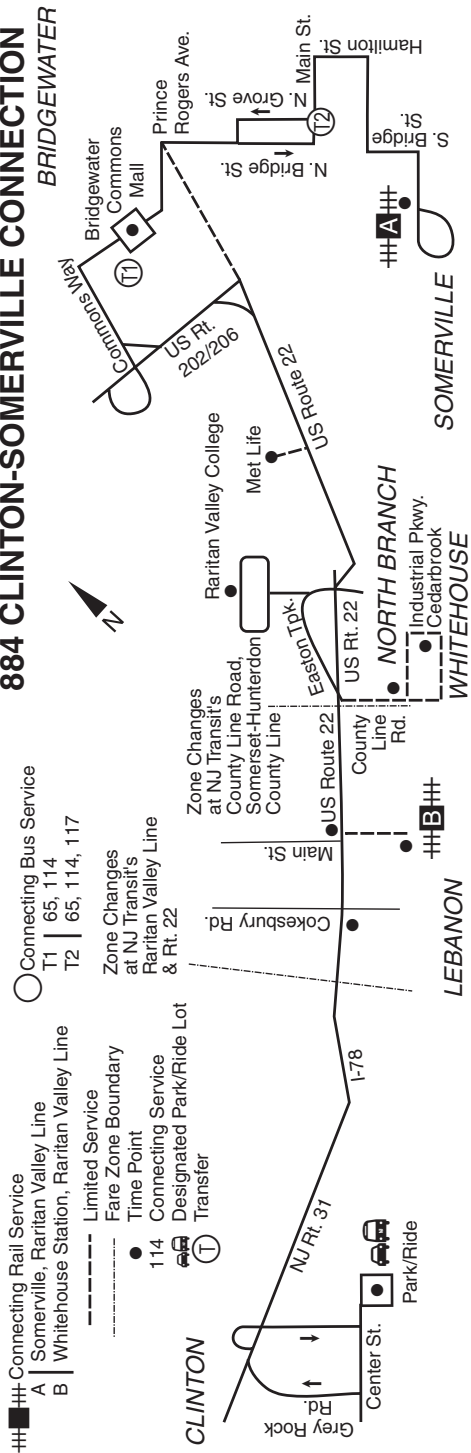 884 CLINTON-SOMERVILLE CONNECTION
Connecting Rail Service
A Somerville, Raritan Valley Line
B Whitehouse Station, Raritan Valley Line
Limited Service
Fare Zone Boundary
Time Point
114 Connecting Service
Designated Park/Ride Lot
T Transfer
Connecting Bus Service
T1 65, 114
T2 65, 114, 117
Zone Changes
at NJ Transit's
Raritan Valley Line
& Rt. 22
Zone Changes
at NJ Transit's
County Line Road,
Somerset-Hunterdon
County Line
N
CLINTON
Grey Rock
Rd.
Center St.
Park/Ride
NJ Rt. 31
I-78
LEBANON
Cokesbury Rd.
Main St.
US Route 22
B
County
Line
Rd.
WHITEHOUSE
Industrial Pkwy.
Cedarbrook
NORTH BRANCH
US Rt. 22
Easton Tpk.
Raritan Valley College
Met Life
US Route 22
US Rt.
202/206
Commons Way
T1
Bridgewater
Commons
Mall
BRIDGEWATER
Prince
Rogers Ave.
N. Bridge St.
N. Grove St.
T2
Main St.
Hamilton St.
S. Bridge
St.
A
SOMERVILLE